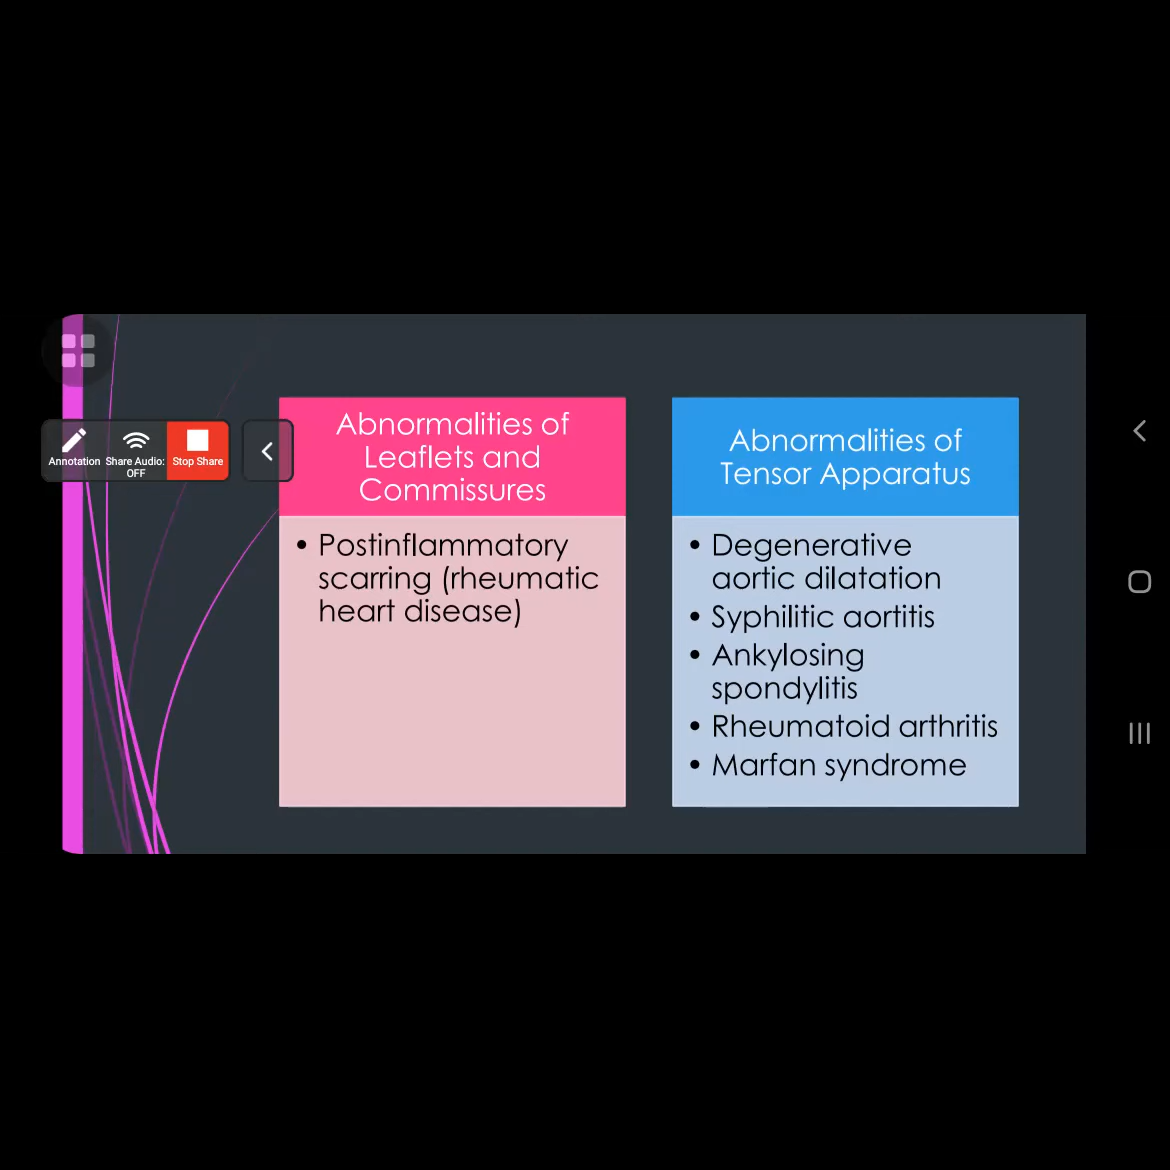 Annotation
Share Audio:
OFF
Stop Share
Abnormalities of
Leaflets and
Commissures
• Postinflammatory
scarring (rheumatic
heart disease)
Abnormalities of
Tensor Apparatus
• Degenerative
aortic dilatation
• Syphilitic aortitis
• Ankylosing
spondylitis
• Rheumatoid arthritis
• Marfan syndrome